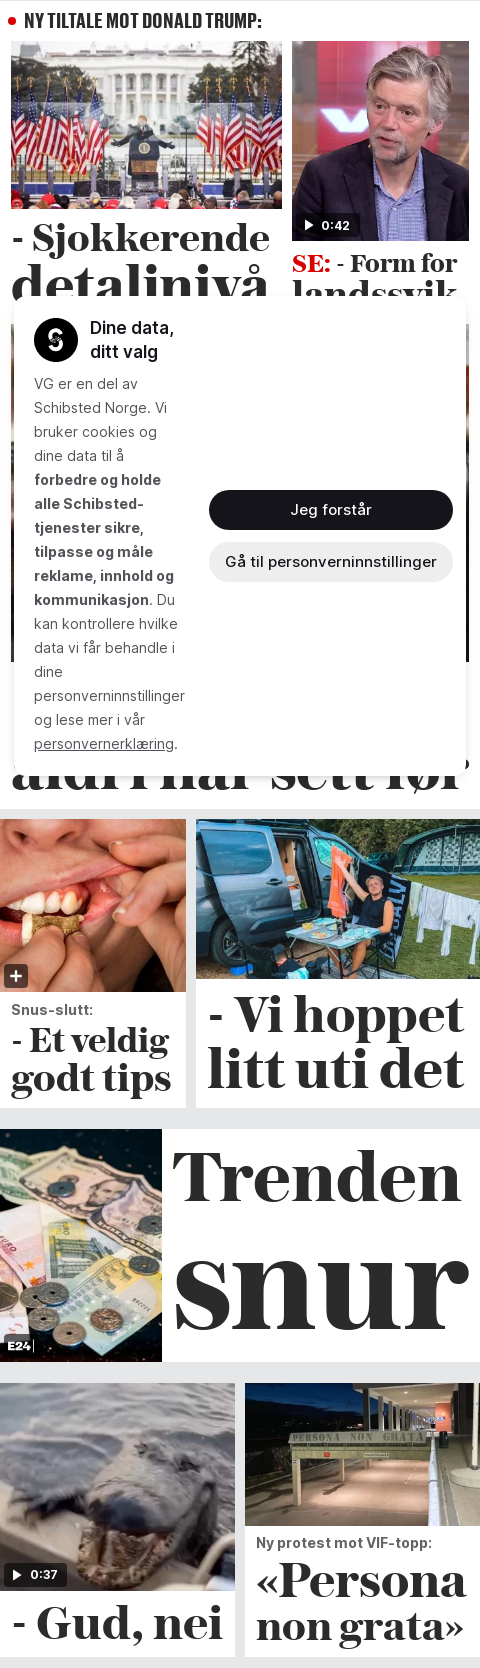 NY TILTALE MOT DONALD TRUMP:
- Sjokkerende
detaljnivå
0:42
SE: - Form for
landssvik
Dine data,
ditt valg
VG er en del av
Schibsted Norge. Vi
bruker cookies og
dine data til å
forbedre og holde
alle Schibsted-
tjenester sikre,
tilpasse og måle
reklame, innhold og
kommunikasjon. Du
kan kontrollere hvilke
data vi får behandle i
dine
personverninnstillinger
og lese mer i vår
personvernerklæring.
Jeg forstår
Gå til personverninnstillinger
aldri har sett før
Snus-slutt:
- Et veldig
godt tips
- Vi hoppet
litt uti det
E24
Trenden
snur
0:37
- Gud, nei
PERSONA NON GRATA
Ny protest mot VIF-topp:
«Persona
non grata»